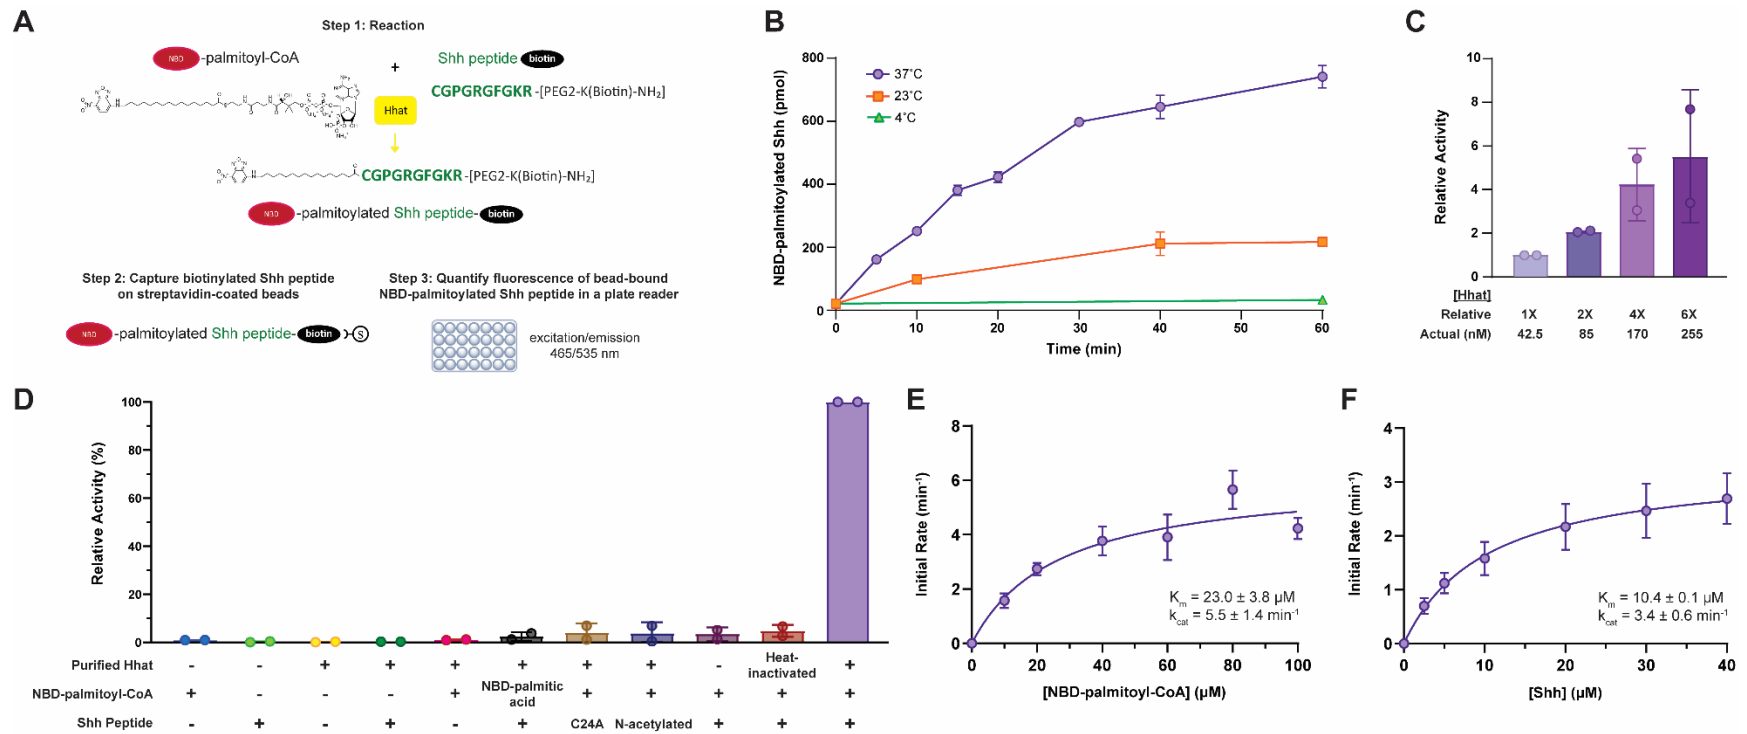 A
Step 1: Reaction
NBD -palmitoyl-CoA
+
Shh peptide biotin
CGPGRGFGKR-[PEG2-K(Biotin)-NH₂]
Hhat
CGPGRGFGKR-[PEG2-K(Biotin)-NH₂]
NBD -palmitoylated Shh peptide- biotin
Step 2: Capture biotinylated Shh peptide
on streptavidin-coated beads
NBD -palmitoylated Shh peptide- biotin S
Step 3: Quantify fluorescence of bead-bound
NBD-palmitoylated Shh peptide in a plate reader
excitation/emission
465/535 nm
B
NBD-palmitoylated Shh (pmol)
800
600
400
200
0
37˚C
23˚C
4˚C
0 10 20 30 40 50 60
Time (min)
C
Relative Activity
10
8
6
4
2
0
[Hhat]
Relative 1X 2X 4X 6X
Actual (nM) 42.5 85 170 255
D
Relative Activity (%)
100
80
60
40
20
0
Purified Hhat - - + + + + + + - Heat-inactivated +
NBD-palmitoyl-CoA + - - - + NBD-palmitic acid + + + + +
Shh Peptide - + - + - + C24A N-acetylated + + +
E
Initial Rate (min⁻¹)
8
6
4
2
0
Kₘ = 23.0 ± 3.8 µM
k_cat = 5.5 ± 1.4 min⁻¹
0 20 40 60 80 100
[NBD-palmitoyl-CoA] (µM)
F
Initial Rate (min⁻¹)
4
3
2
1
0
Kₘ = 10.4 ± 0.1 µM
k_cat = 3.4 ± 0.6 min⁻¹
0 10 20 30 40
[Shh] (µM)